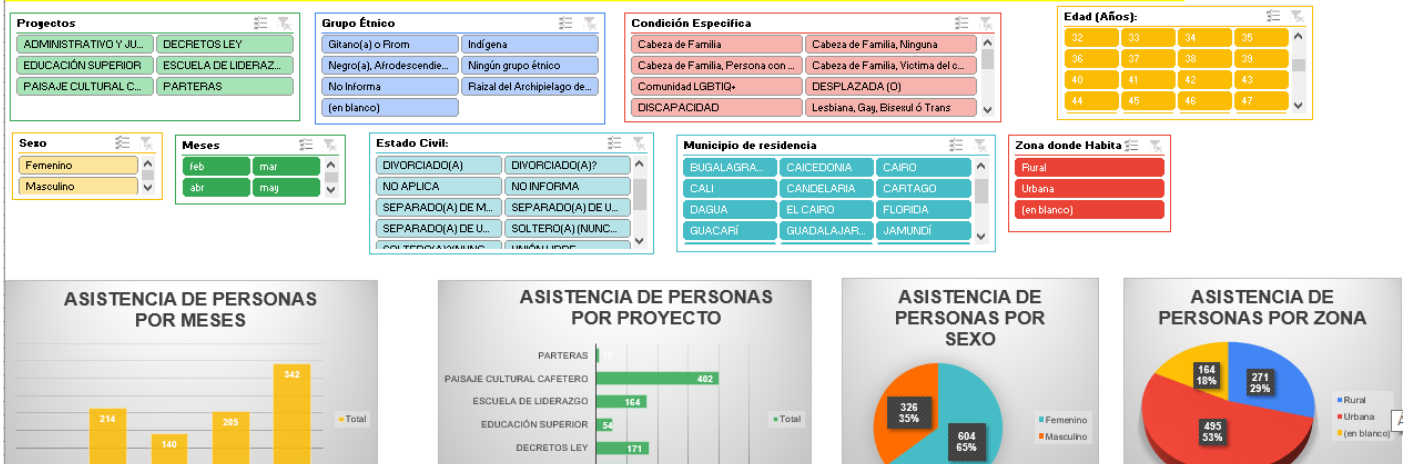 Proyectos
ADMINISTRATIVO Y JU...
DECRETOS LEY
EDUCACIÓN SUPERIOR
ESCUELA DE LIDERAZ...
PAISAJE CULTURAL C...
PARTERAS
Grupo Étnico
Gitano(a) o Rrom
Indígena
Negro(a), Afrodescendie...
Ningún grupo étnico
No Informa
Raizal del Archipielago de...
(en blanco)
Condición Especifica
Cabeza de Familia
Cabeza de Familia, Ninguna
Cabeza de Familia, Persona con ...
Cabeza de Familia, Victima del c...
Comunidad LGBTIQ+
DESPLAZADA (O)
DISCAPACIDAD
Lesbiana, Gay, Bisexul ó Trans
Edad (Años):
32 33 34 35
36 37 38 39
40 41 42 43
44 45 46 47
Sexo
Femenino
Masculino
Meses
feb mar
abr may
Estado Civil:
DIVORCIADO(A)
DIVORCIADO(A)?
NO APLICA
NO INFORMA
SEPARADO(A) DE M...
SEPARADO(A) DE U...
SEPARADO(A) DE U...
SOLTERO(A) (NUNC...
SOLTERO(A)?(NUNC...
UNIÓN LIBRE
Municipio de residencia
BUGALAGRA... CAICEDONIA CAIRO
CALI CANDELARIA CARTAGO
DAGUA EL CAIRO FLORIDA
GUACARÍ GUADALAJAR... JAMUNDÍ
Zona donde Habita
Rural
Urbana
(en blanco)
ASISTENCIA DE PERSONAS
POR MESES
342
214
205
140
Total
ASISTENCIA DE PERSONAS
POR PROYECTO
PARTERAS
PAISAJE CULTURAL CAFETERO 402
ESCUELA DE LIDERAZGO 164
EDUCACIÓN SUPERIOR 54
DECRETOS LEY 171
Total
ASISTENCIA DE
PERSONAS POR
SEXO
326
35%
604
65%
Femenino
Masculino
ASISTENCIA DE
PERSONAS POR ZONA
164
18%
271
29%
495
53%
Rural
Urbana
(en blanco)